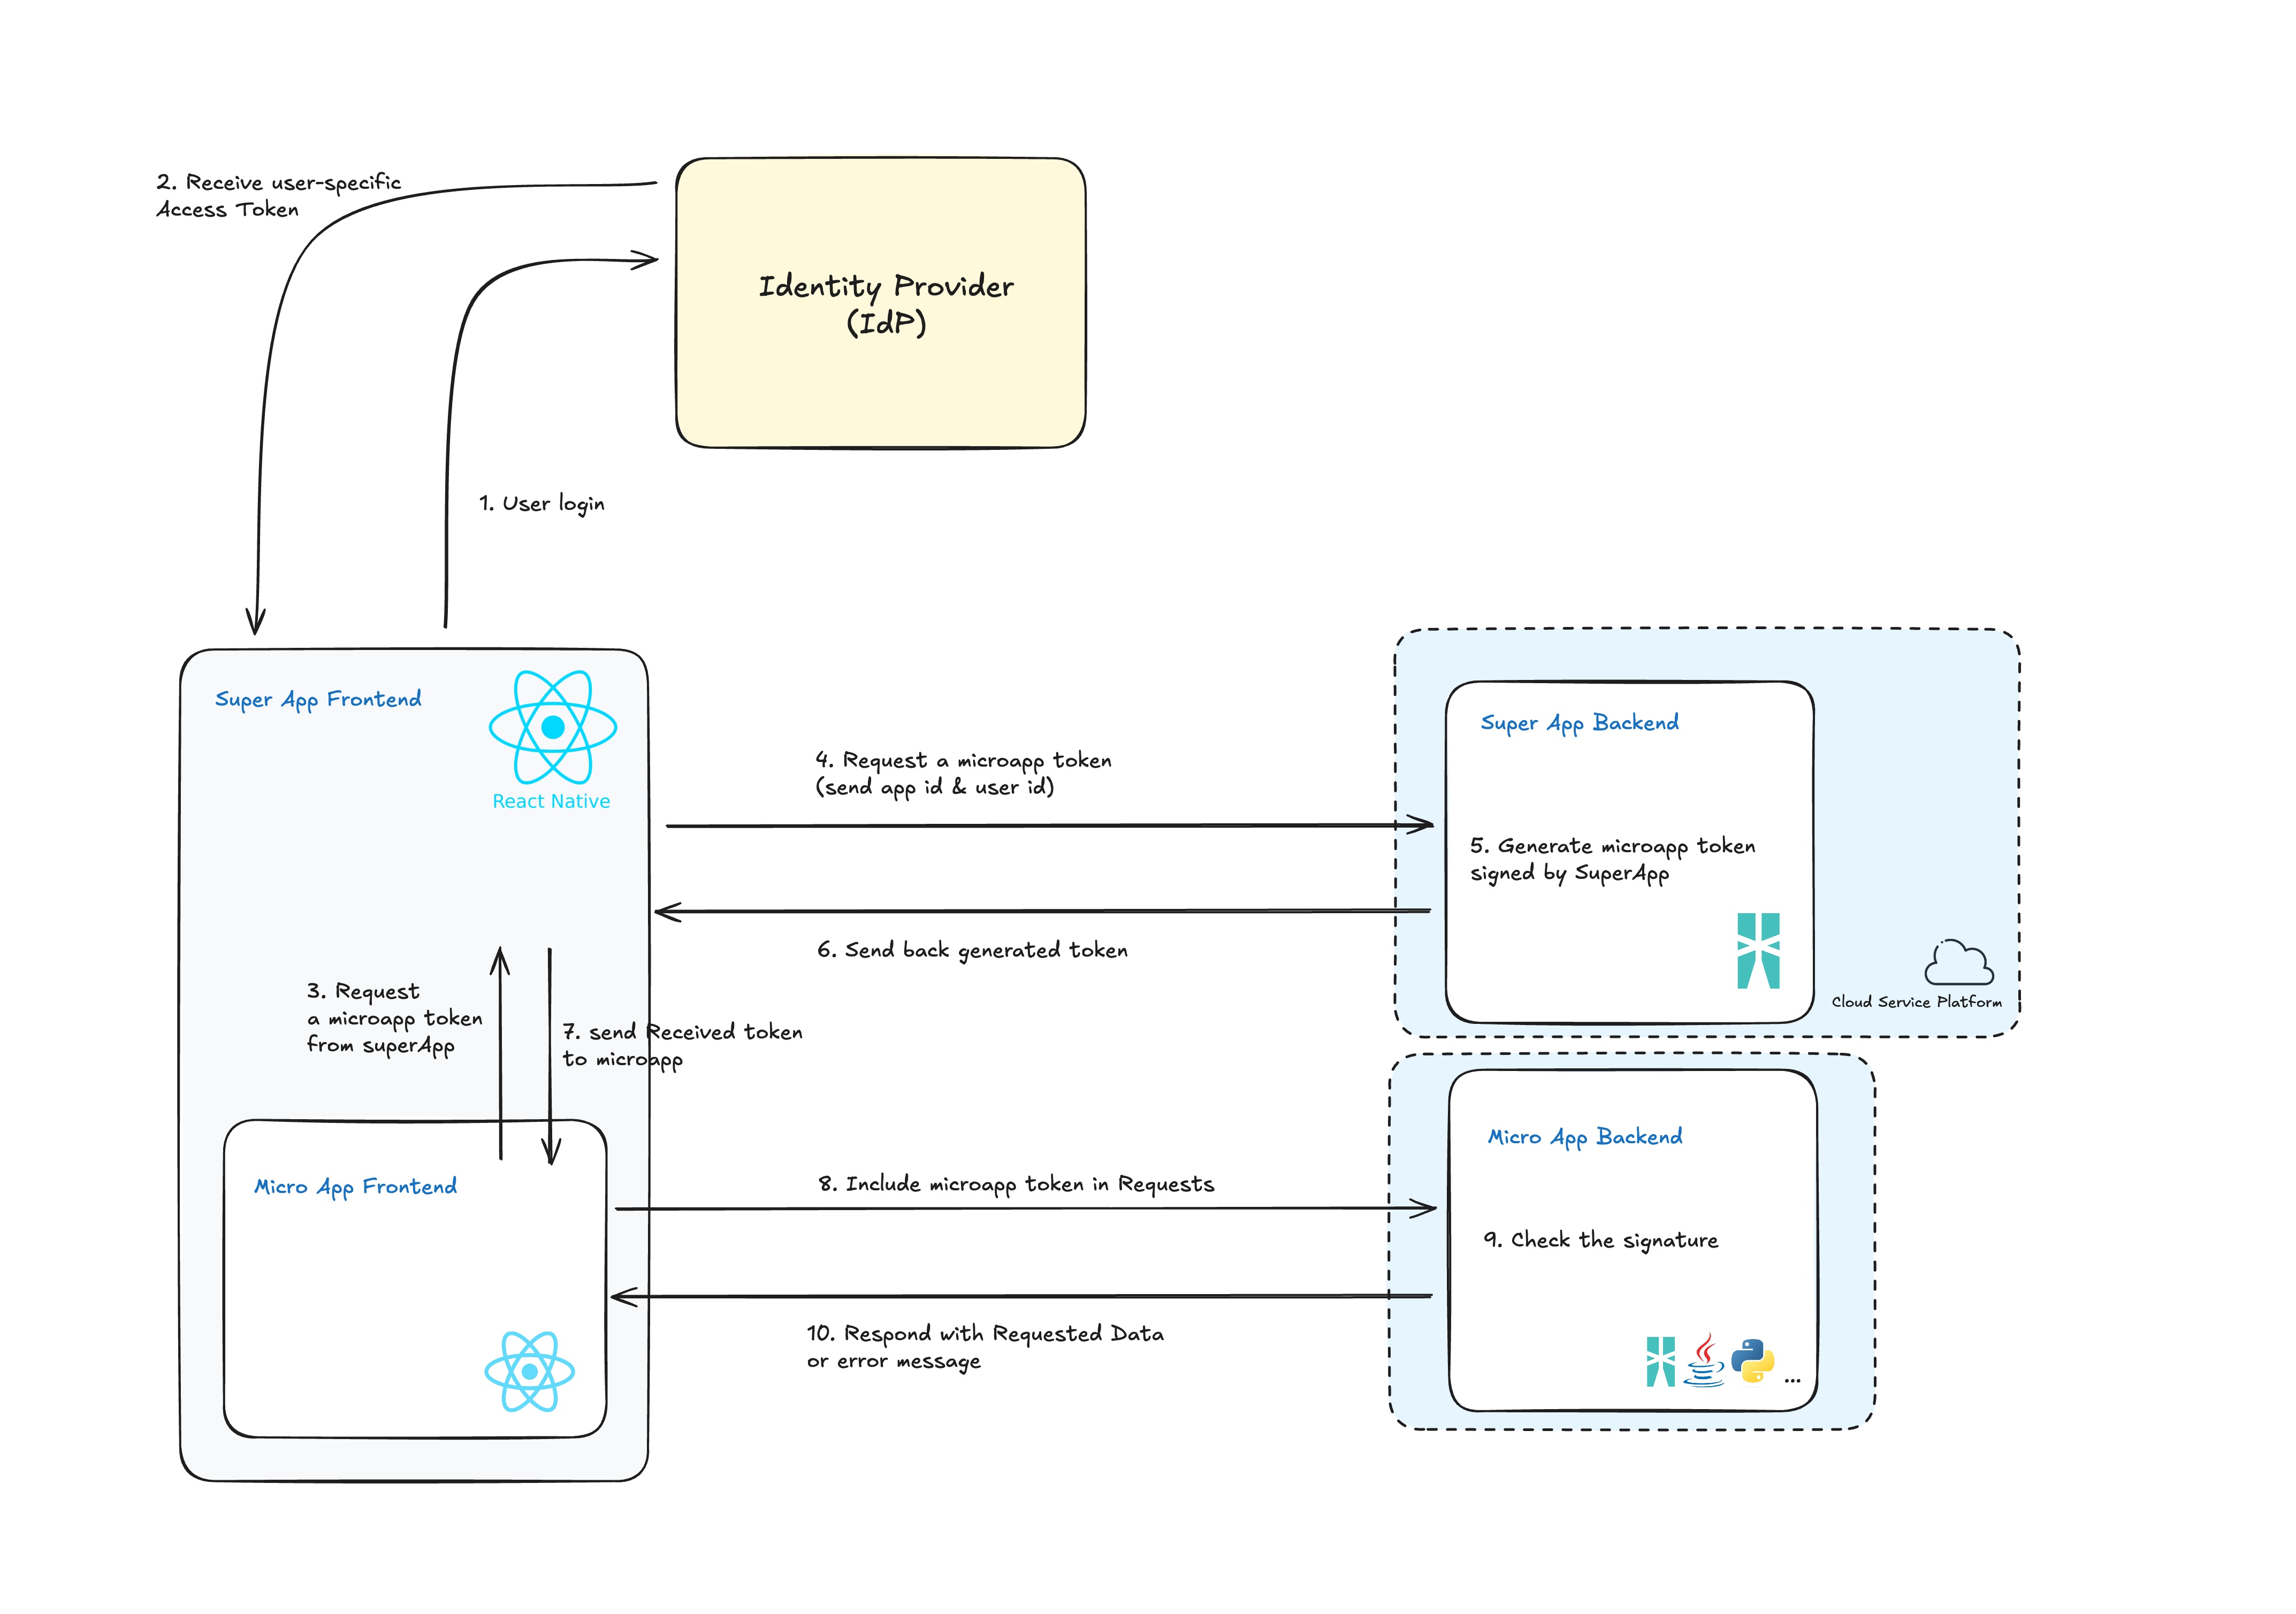 2. Receive user-specific
Access Token
Identity Provider
(IdP)
1. User login
Super App Frontend
React Native
Super App Backend
4. Request a microapp token
(send app id & user id)
5. Generate microapp token
signed by SuperApp
6. Send back generated token
Cloud Service Platform
3. Request
a microapp token
from superApp
7. send Received token
to microapp
Micro App Backend
Micro App Frontend
8. Include microapp token in Requests
9. Check the signature
10. Respond with Requested Data
or error message
...